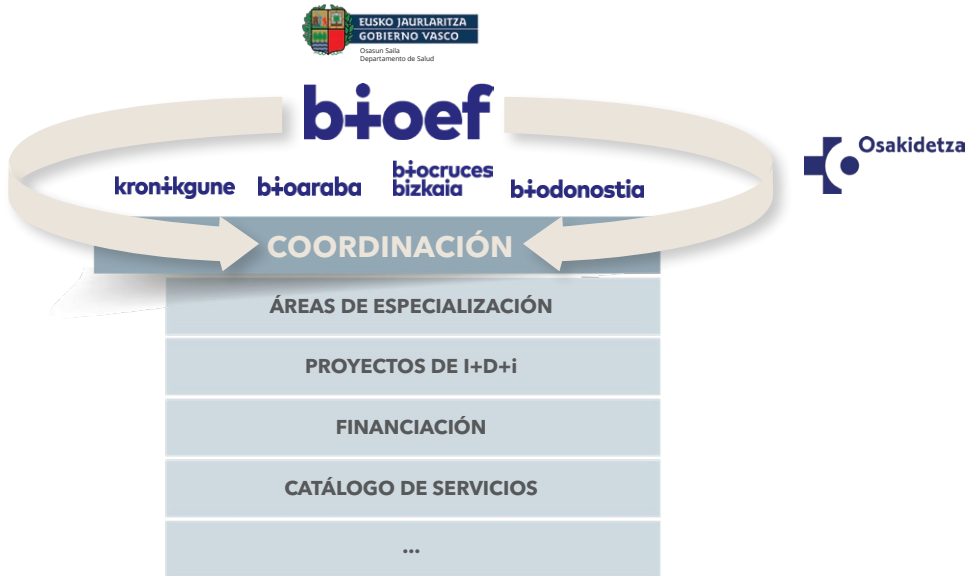 EUSKO JAURLARITZA
GOBIERNO VASCO
Osasun Saila
Departamento de Salud
bioef
kronikgune
bioaraba
biocruces
bizkaia
biodonostia
Osakidetza
COORDINACIÓN
ÁREAS DE ESPECIALIZACIÓN
PROYECTOS DE I+D+i
FINANCIACIÓN
CATÁLOGO DE SERVICIOS
...